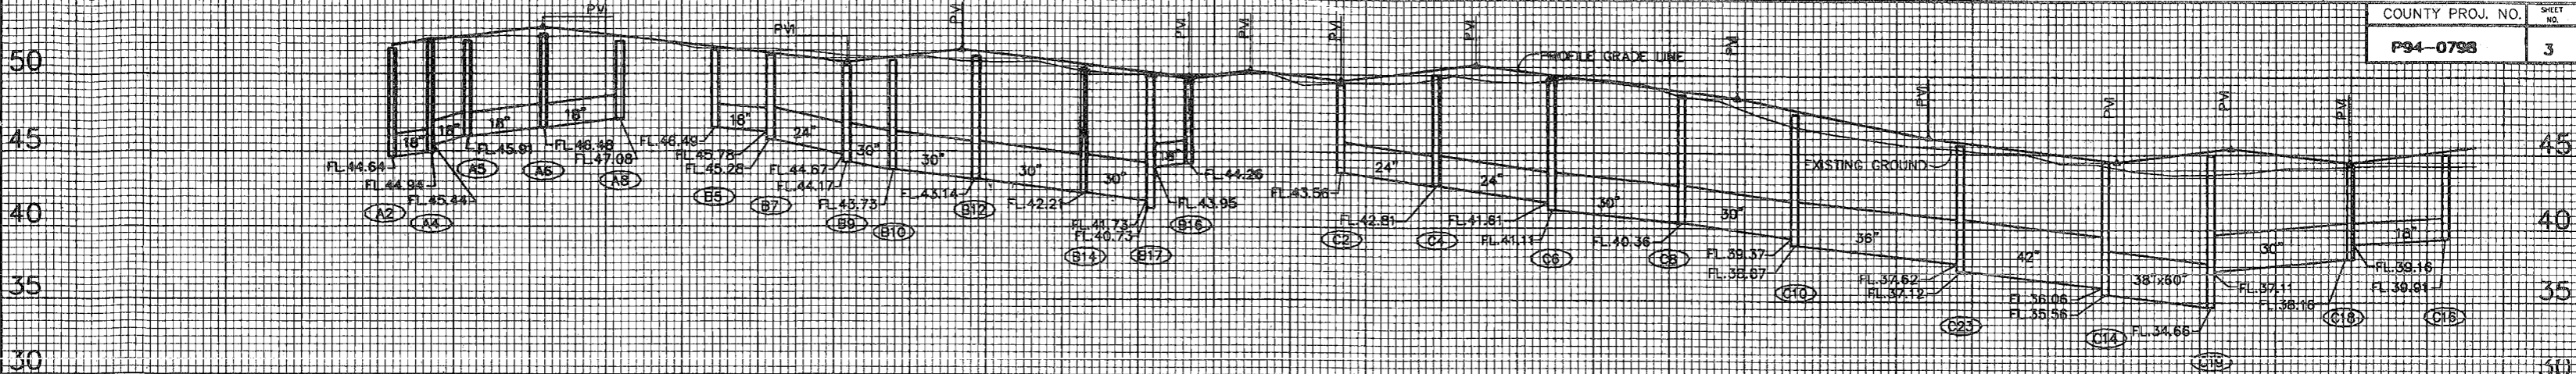 COUNTY PROJ. NO.
SHEET NO.
P94-0798
3
50
45
40
35
30
PVI
PVI
PVI
PVI
PVI
PVI
PVI
PVI
PVI
PVI
PVI
PVI
PROFILE GRADE LINE
EXISTING GROUND
18"
18"
18"
18"
18"
24"
30"
30"
30"
30"
18"
24"
24"
30"
30"
36"
42"
38"x60"
30"
18"
FL.44.64
FL.44.94
FL.45.44
FL.45.91
FL.46.48
FL.47.08
FL.46.49
FL.45.78
FL.45.28
FL.44.67
FL.44.17
FL.43.73
FL.43.14
FL.42.21
FL.41.73
FL.40.73
FL.43.95
FL.44.26
FL.43.56
FL.42.81
FL.41.61
FL.41.11
FL.40.36
FL.39.37
FL.38.87
FL.37.62
FL.37.12
FL.36.06
FL.35.56
FL.34.66
FL.37.11
FL.38.16
FL.39.16
FL.39.91
A2
A4
A5
A6
A8
B5
B7
B9
B10
B12
B14
B17
B16
C2
C4
C6
C8
C10
C23
C14
C19
C18
C16
45
40
35
30